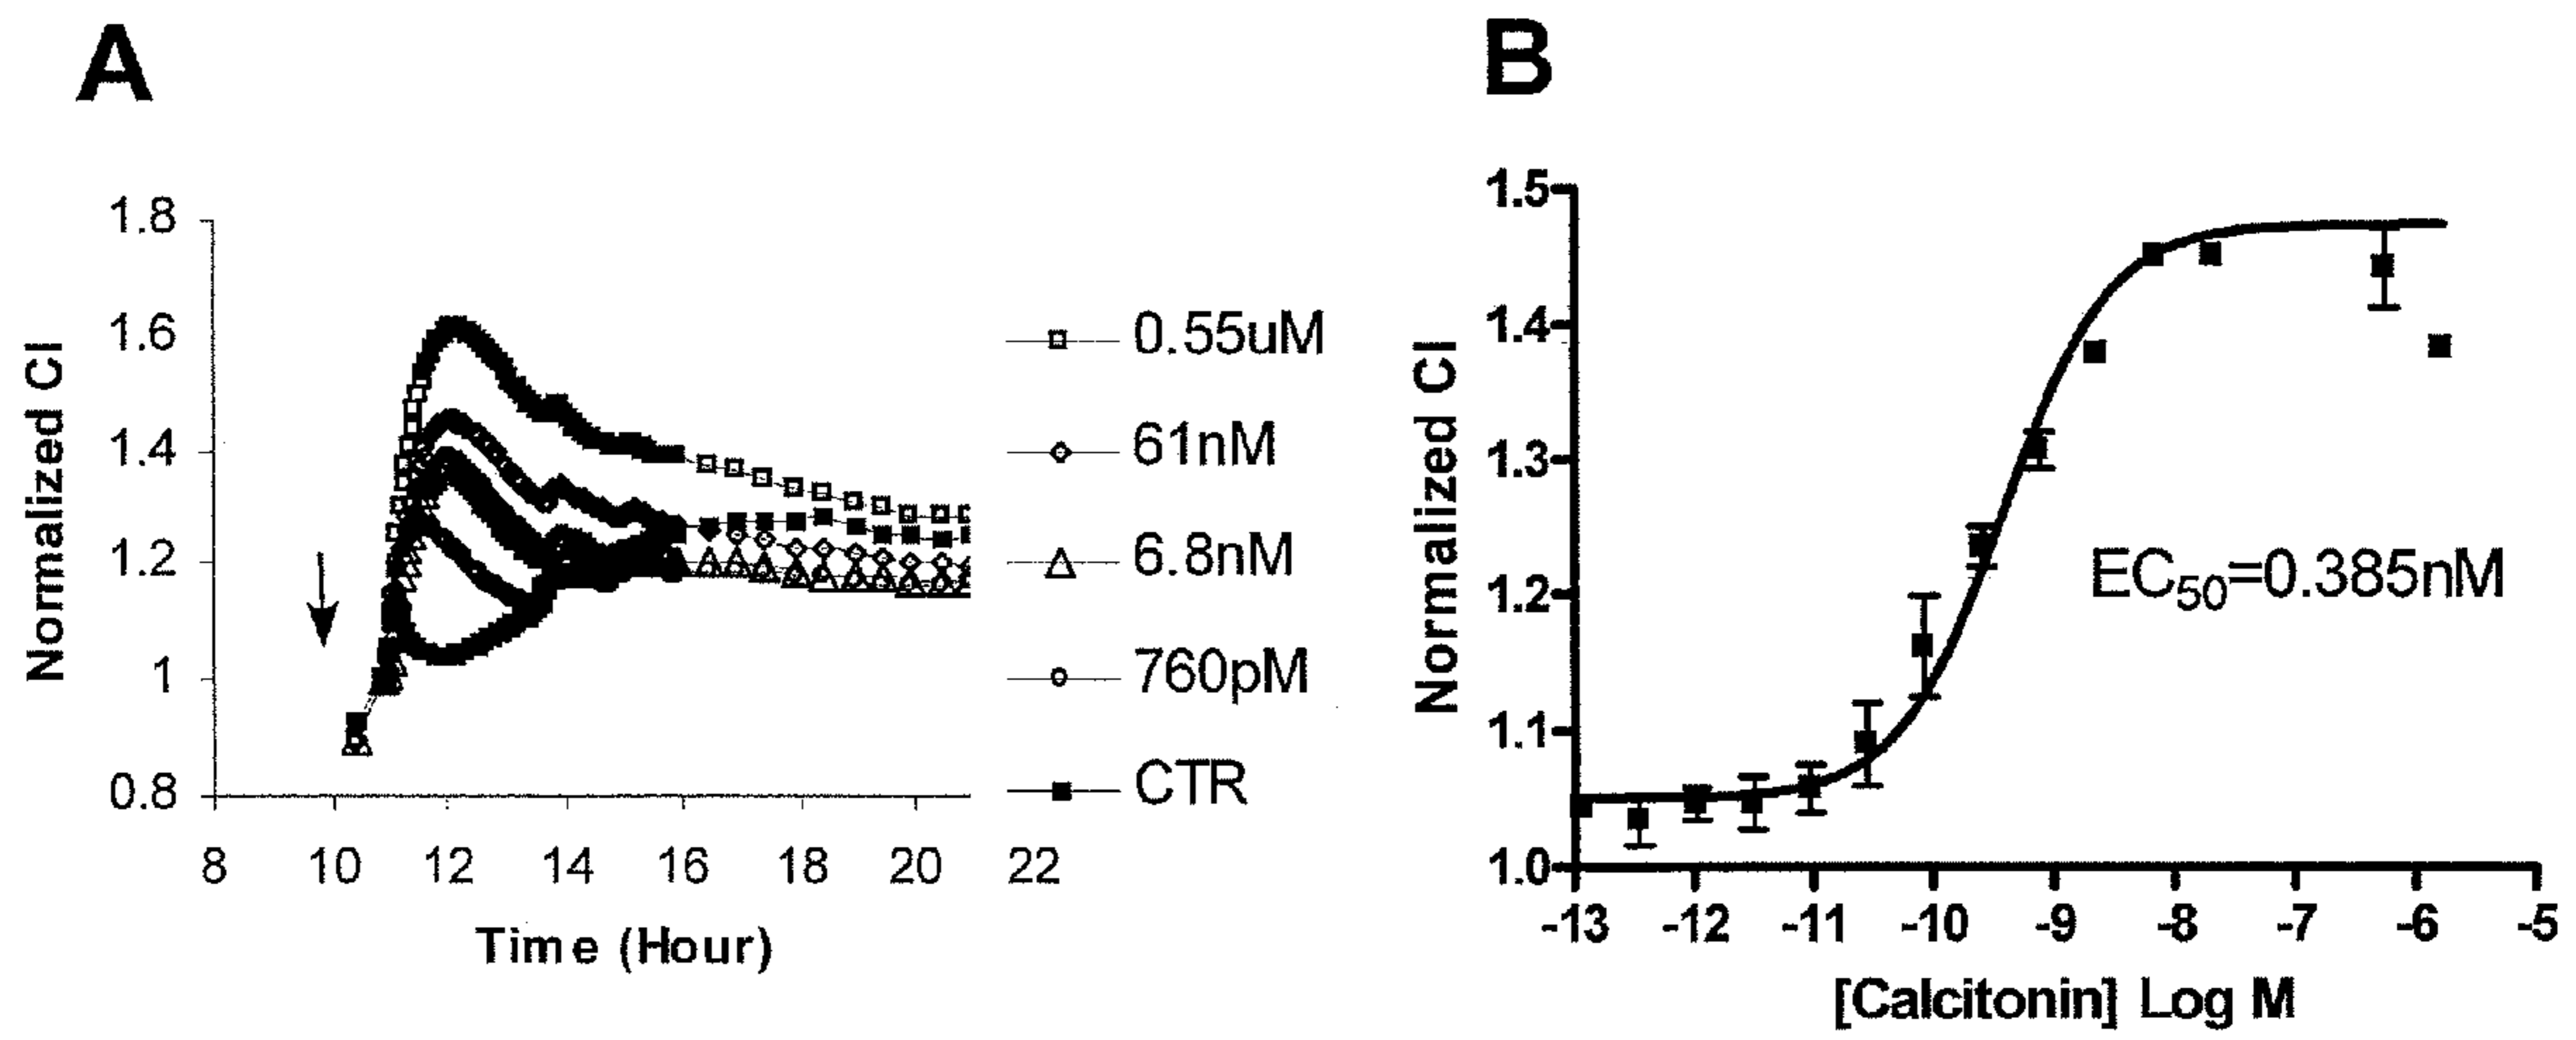 A
Normalized CI
1.8
1.6
1.4
1.2
1
0.8
8 10 12 14 16 18 20 22
Time (Hour)
0.55uM
61nM
6.8nM
760pM
CTR
B
Normalized CI
1.5
1.4
1.3
1.2
1.1
1.0
-13 -12 -11 -10 -9 -8 -7 -6 -5
[Calcitonin] Log M
EC50=0.385nM